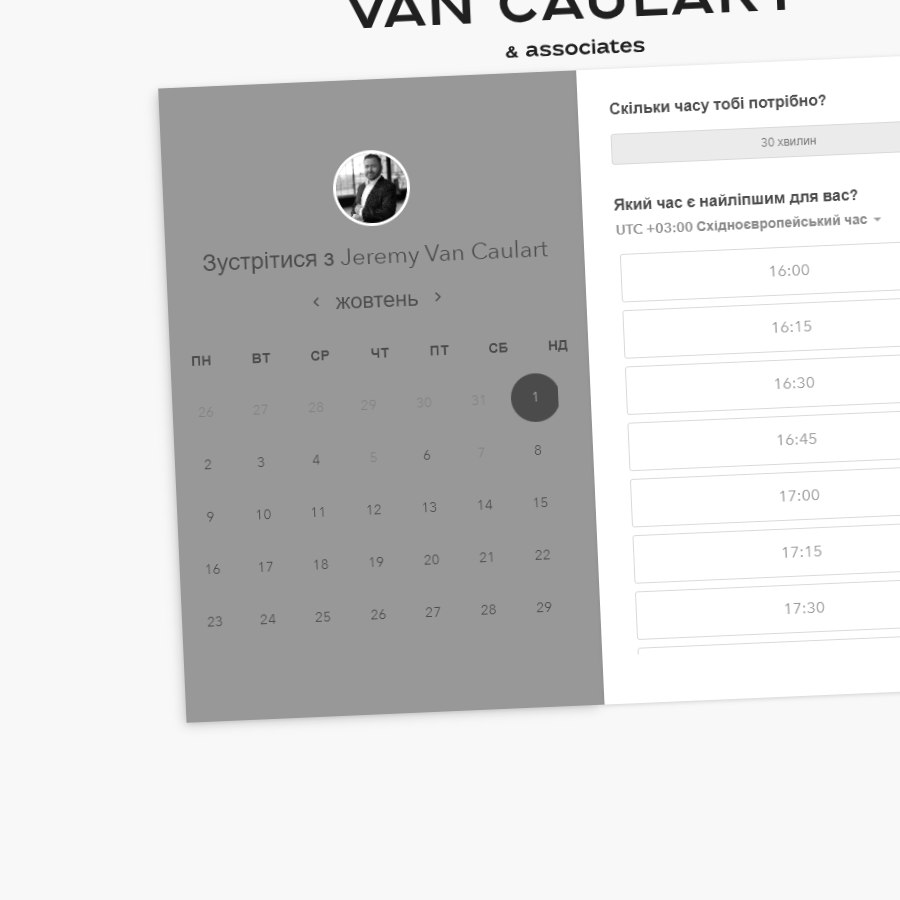 VAN CAULART
& associates
Зустрітися з Jeremy Van Caulart
жовтень
ПН ВТ СР ЧТ ПТ СБ НД
26 27 28 29 30 31 1
2 3 4 5 6 7 8
9 10 11 12 13 14 15
16 17 18 19 20 21 22
23 24 25 26 27 28 29
Скільки часу тобі потрібно?
30 хвилин
Який час є найліпшим для вас?
UTC +03:00 Східноєвропейський час
16:00
16:15
16:30
16:45
17:00
17:15
17:30